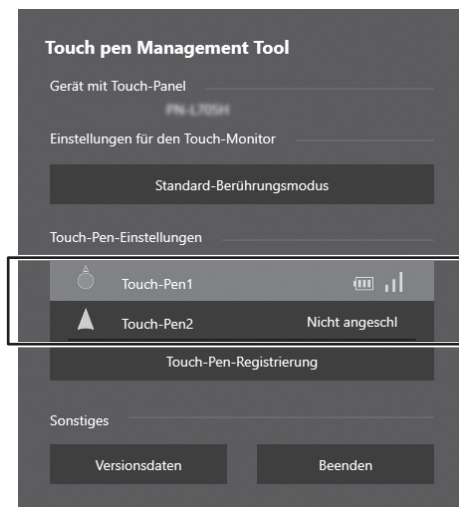 Touch pen Management Tool
Gerät mit Touch-Panel
PN-L705H
Einstellungen für den Touch-Monitor
Standard-Berührungsmodus
Touch-Pen-Einstellungen
Touch-Pen1
Touch-Pen2 Nicht angeschl
Touch-Pen-Registrierung
Sonstiges
Versionsdaten Beenden